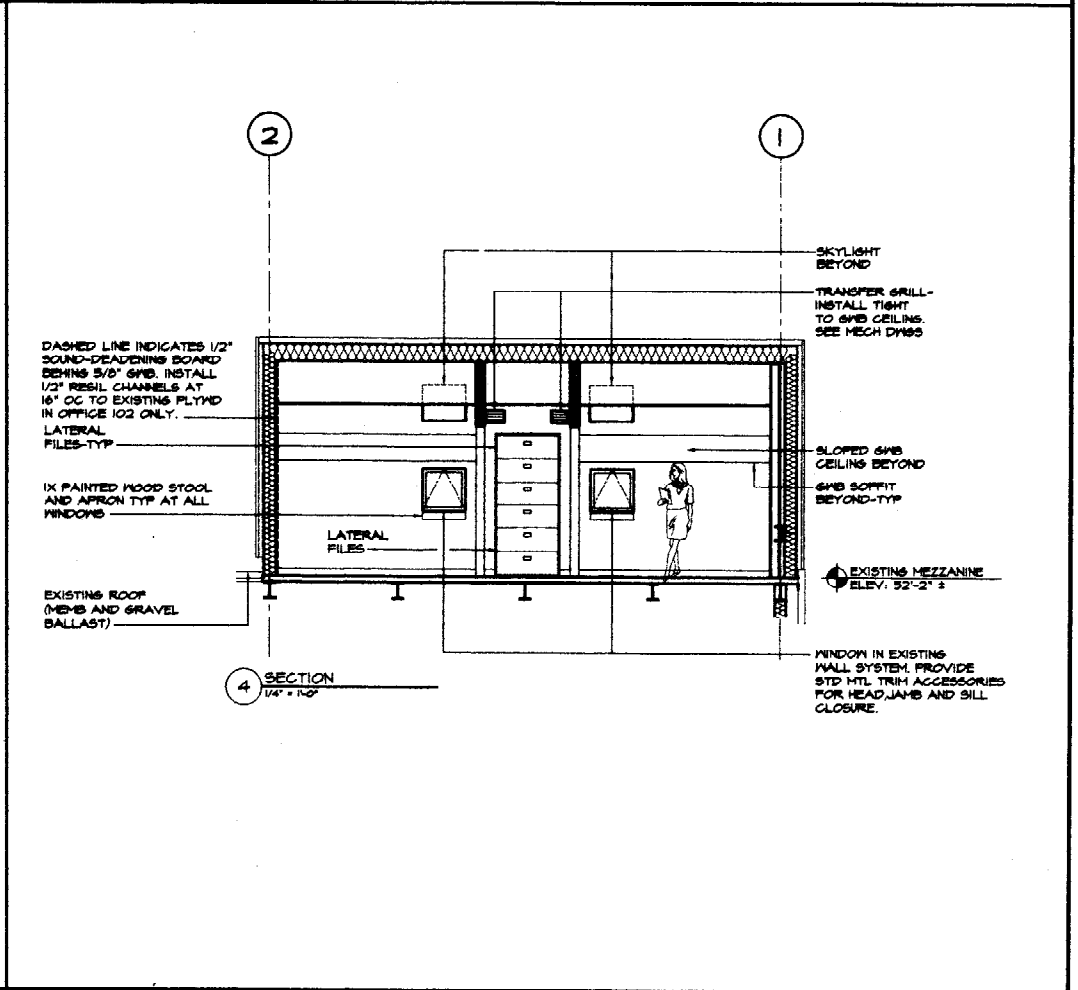 2
1
SKYLIGHT
BEYOND
TRANSFER GRILL-
INSTALL TIGHT
TO GWB CEILING.
SEE MECH DWGS
DASHED LINE INDICATES 1/2"
SOUND-DEADENING BOARD
BEHING 5/8" GWB. INSTALL
1/2" RESIL CHANNELS AT
16" OC TO EXISTING PLYWD
IN OFFICE 102 ONLY.
LATERAL
FILES-TYP
SLOPED GWB
CEILING BEYOND
GWB SOFFIT
BEYOND-TYP
1X PAINTED WOOD STOOL
AND APRON TYP AT ALL
WINDOWS
LATERAL
FILES
EXISTING MEZZANINE
ELEV: 32'-2" ±
EXISTING ROOF
(MEMB AND GRAVEL
BALLAST)
WINDOW IN EXISTING
WALL SYSTEM. PROVIDE
STD MTL TRIM ACCESSORIES
FOR HEAD,JAMB AND SILL
CLOSURE.
4 SECTION
1/4" = 1'-0"